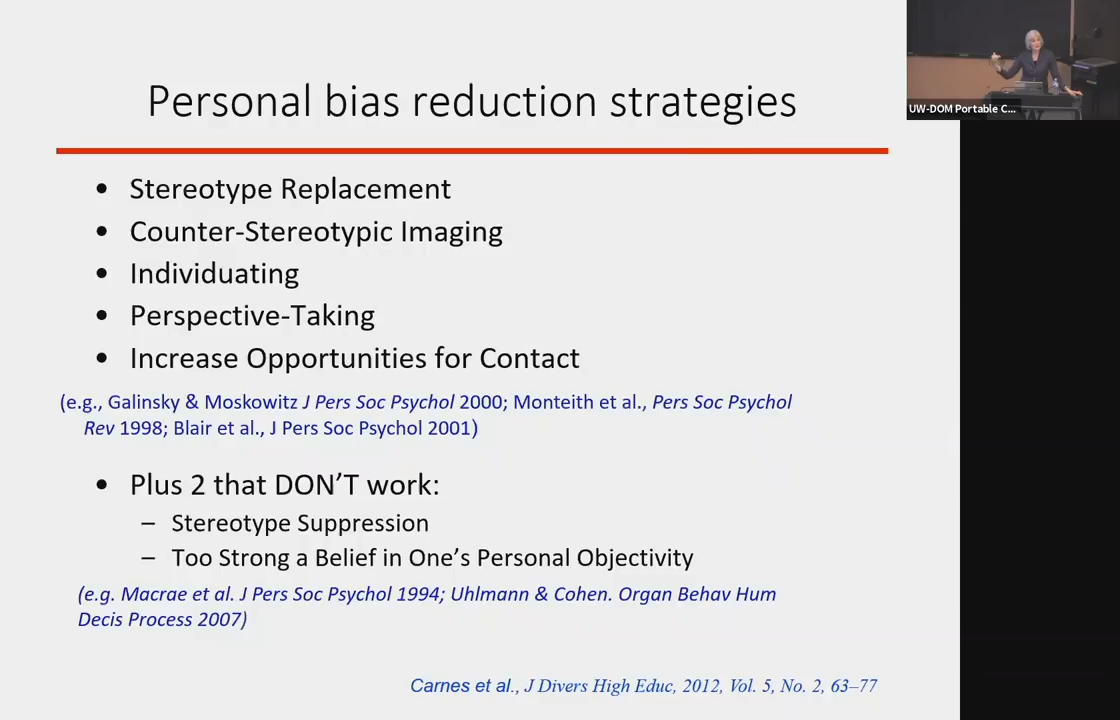 UW-DOM Portable C...
Personal bias reduction strategies
• Stereotype Replacement
• Counter-Stereotypic Imaging
• Individuating
• Perspective-Taking
• Increase Opportunities for Contact
(e.g., Galinsky & Moskowitz J Pers Soc Psychol 2000; Monteith et al., Pers Soc Psychol
Rev 1998; Blair et al., J Pers Soc Psychol 2001)
• Plus 2 that DON’T work:
– Stereotype Suppression
– Too Strong a Belief in One’s Personal Objectivity
(e.g. Macrae et al. J Pers Soc Psychol 1994; Uhlmann & Cohen. Organ Behav Hum
Decis Process 2007)
Carnes et al., J Divers High Educ, 2012, Vol. 5, No. 2, 63–77